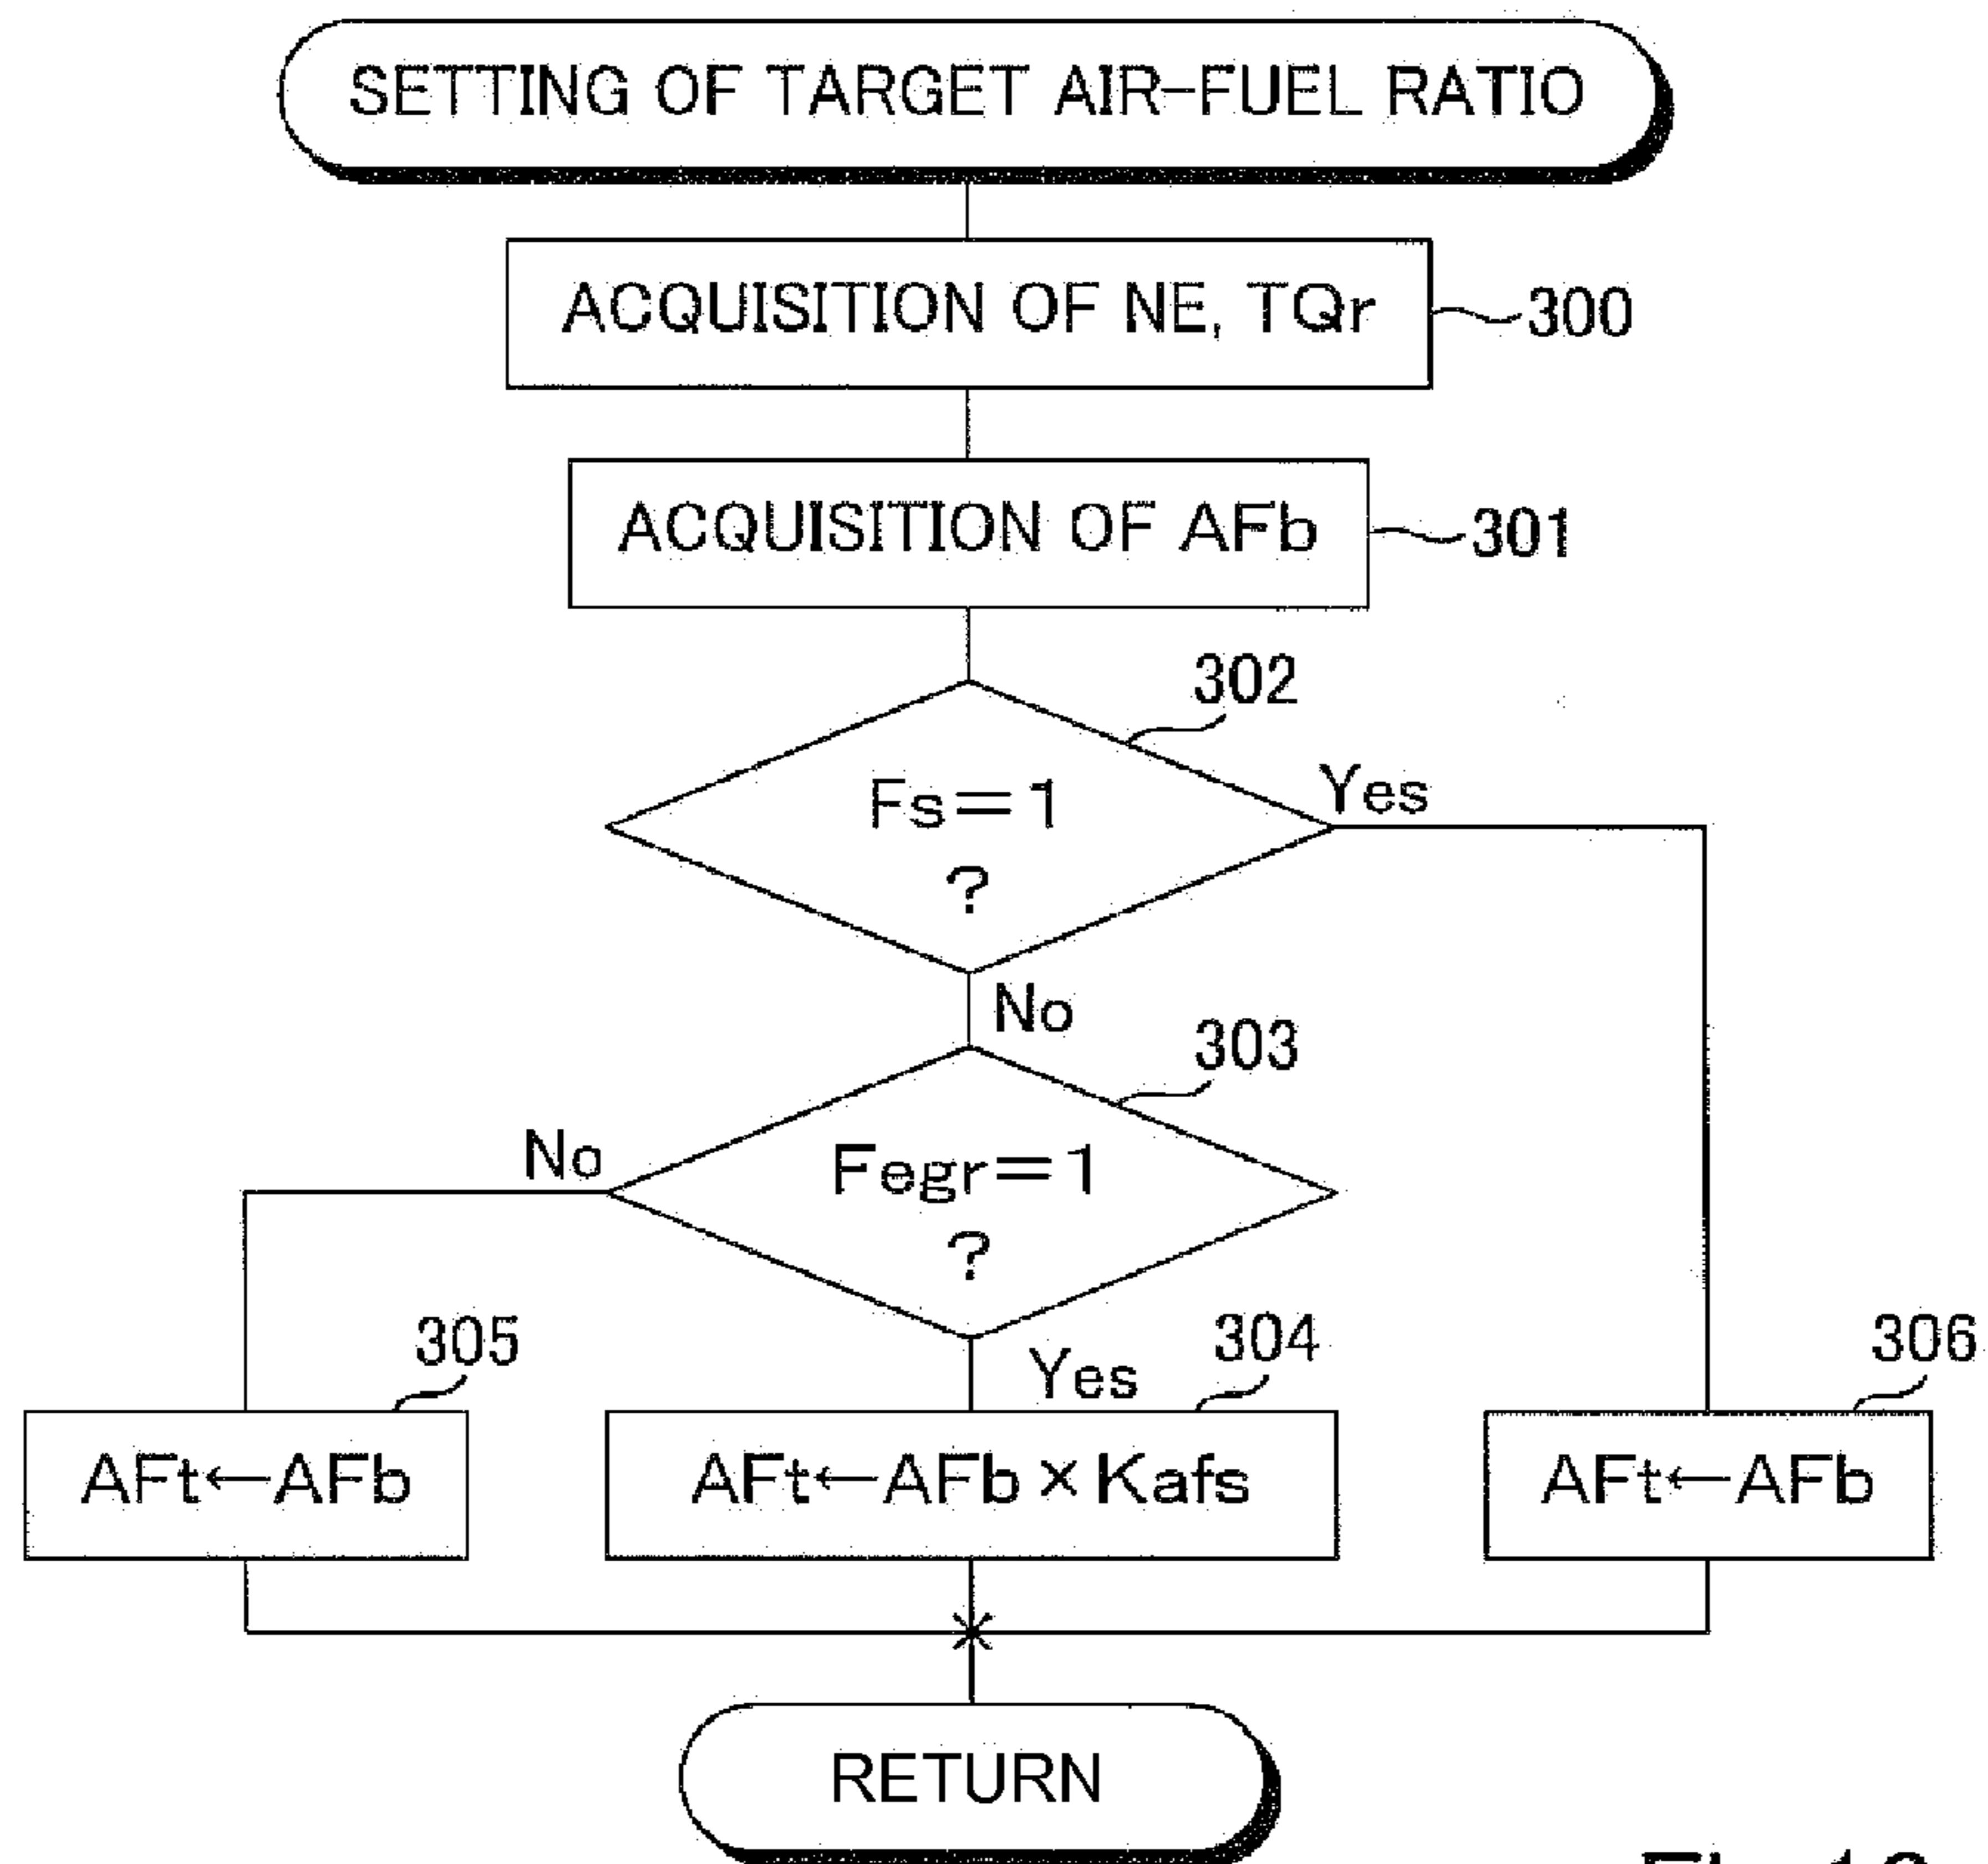 SETTING OF TARGET AIR-FUEL RATIO
ACQUISITION OF NE, TQr
300
ACQUISITION OF AFb
301
302
Fs=1
?
Yes
No
303
Fegr=1
?
No
Yes
305
304
306
AFt←AFb
AFt←AFb×Kafs
AFt←AFb
RETURN